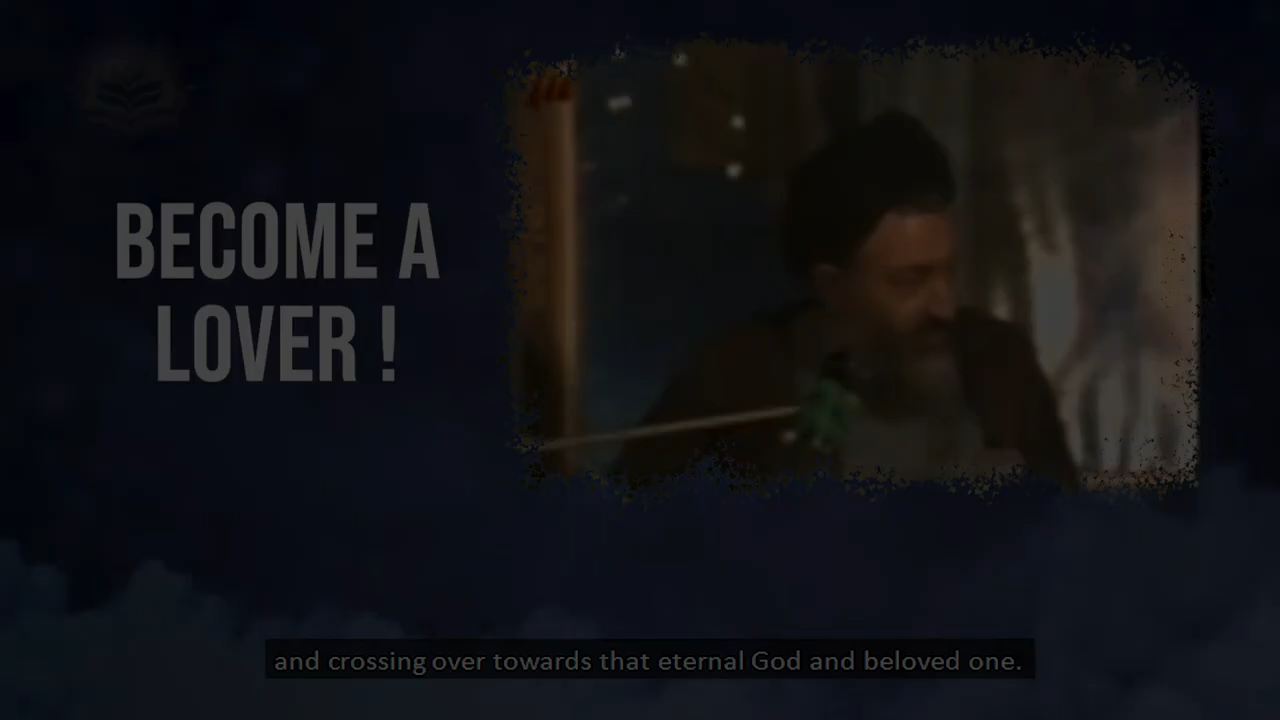 BECOME A
LOVER !
and crossing over towards that eternal God and beloved one.